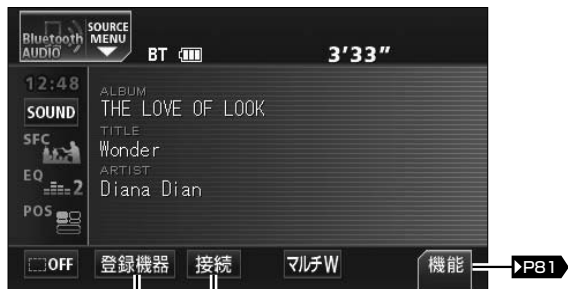 Bluetooth AUDIO
SOURCE MENU
BT
3’33”
12:48
ALBUM
SOUND
THE LOVE OF LOOK
TITLE
SFC
Wonder
ARTIST
EQ
2
Diana Dian
POS
OFF
登録機器
接続
マルチW
機能
P81